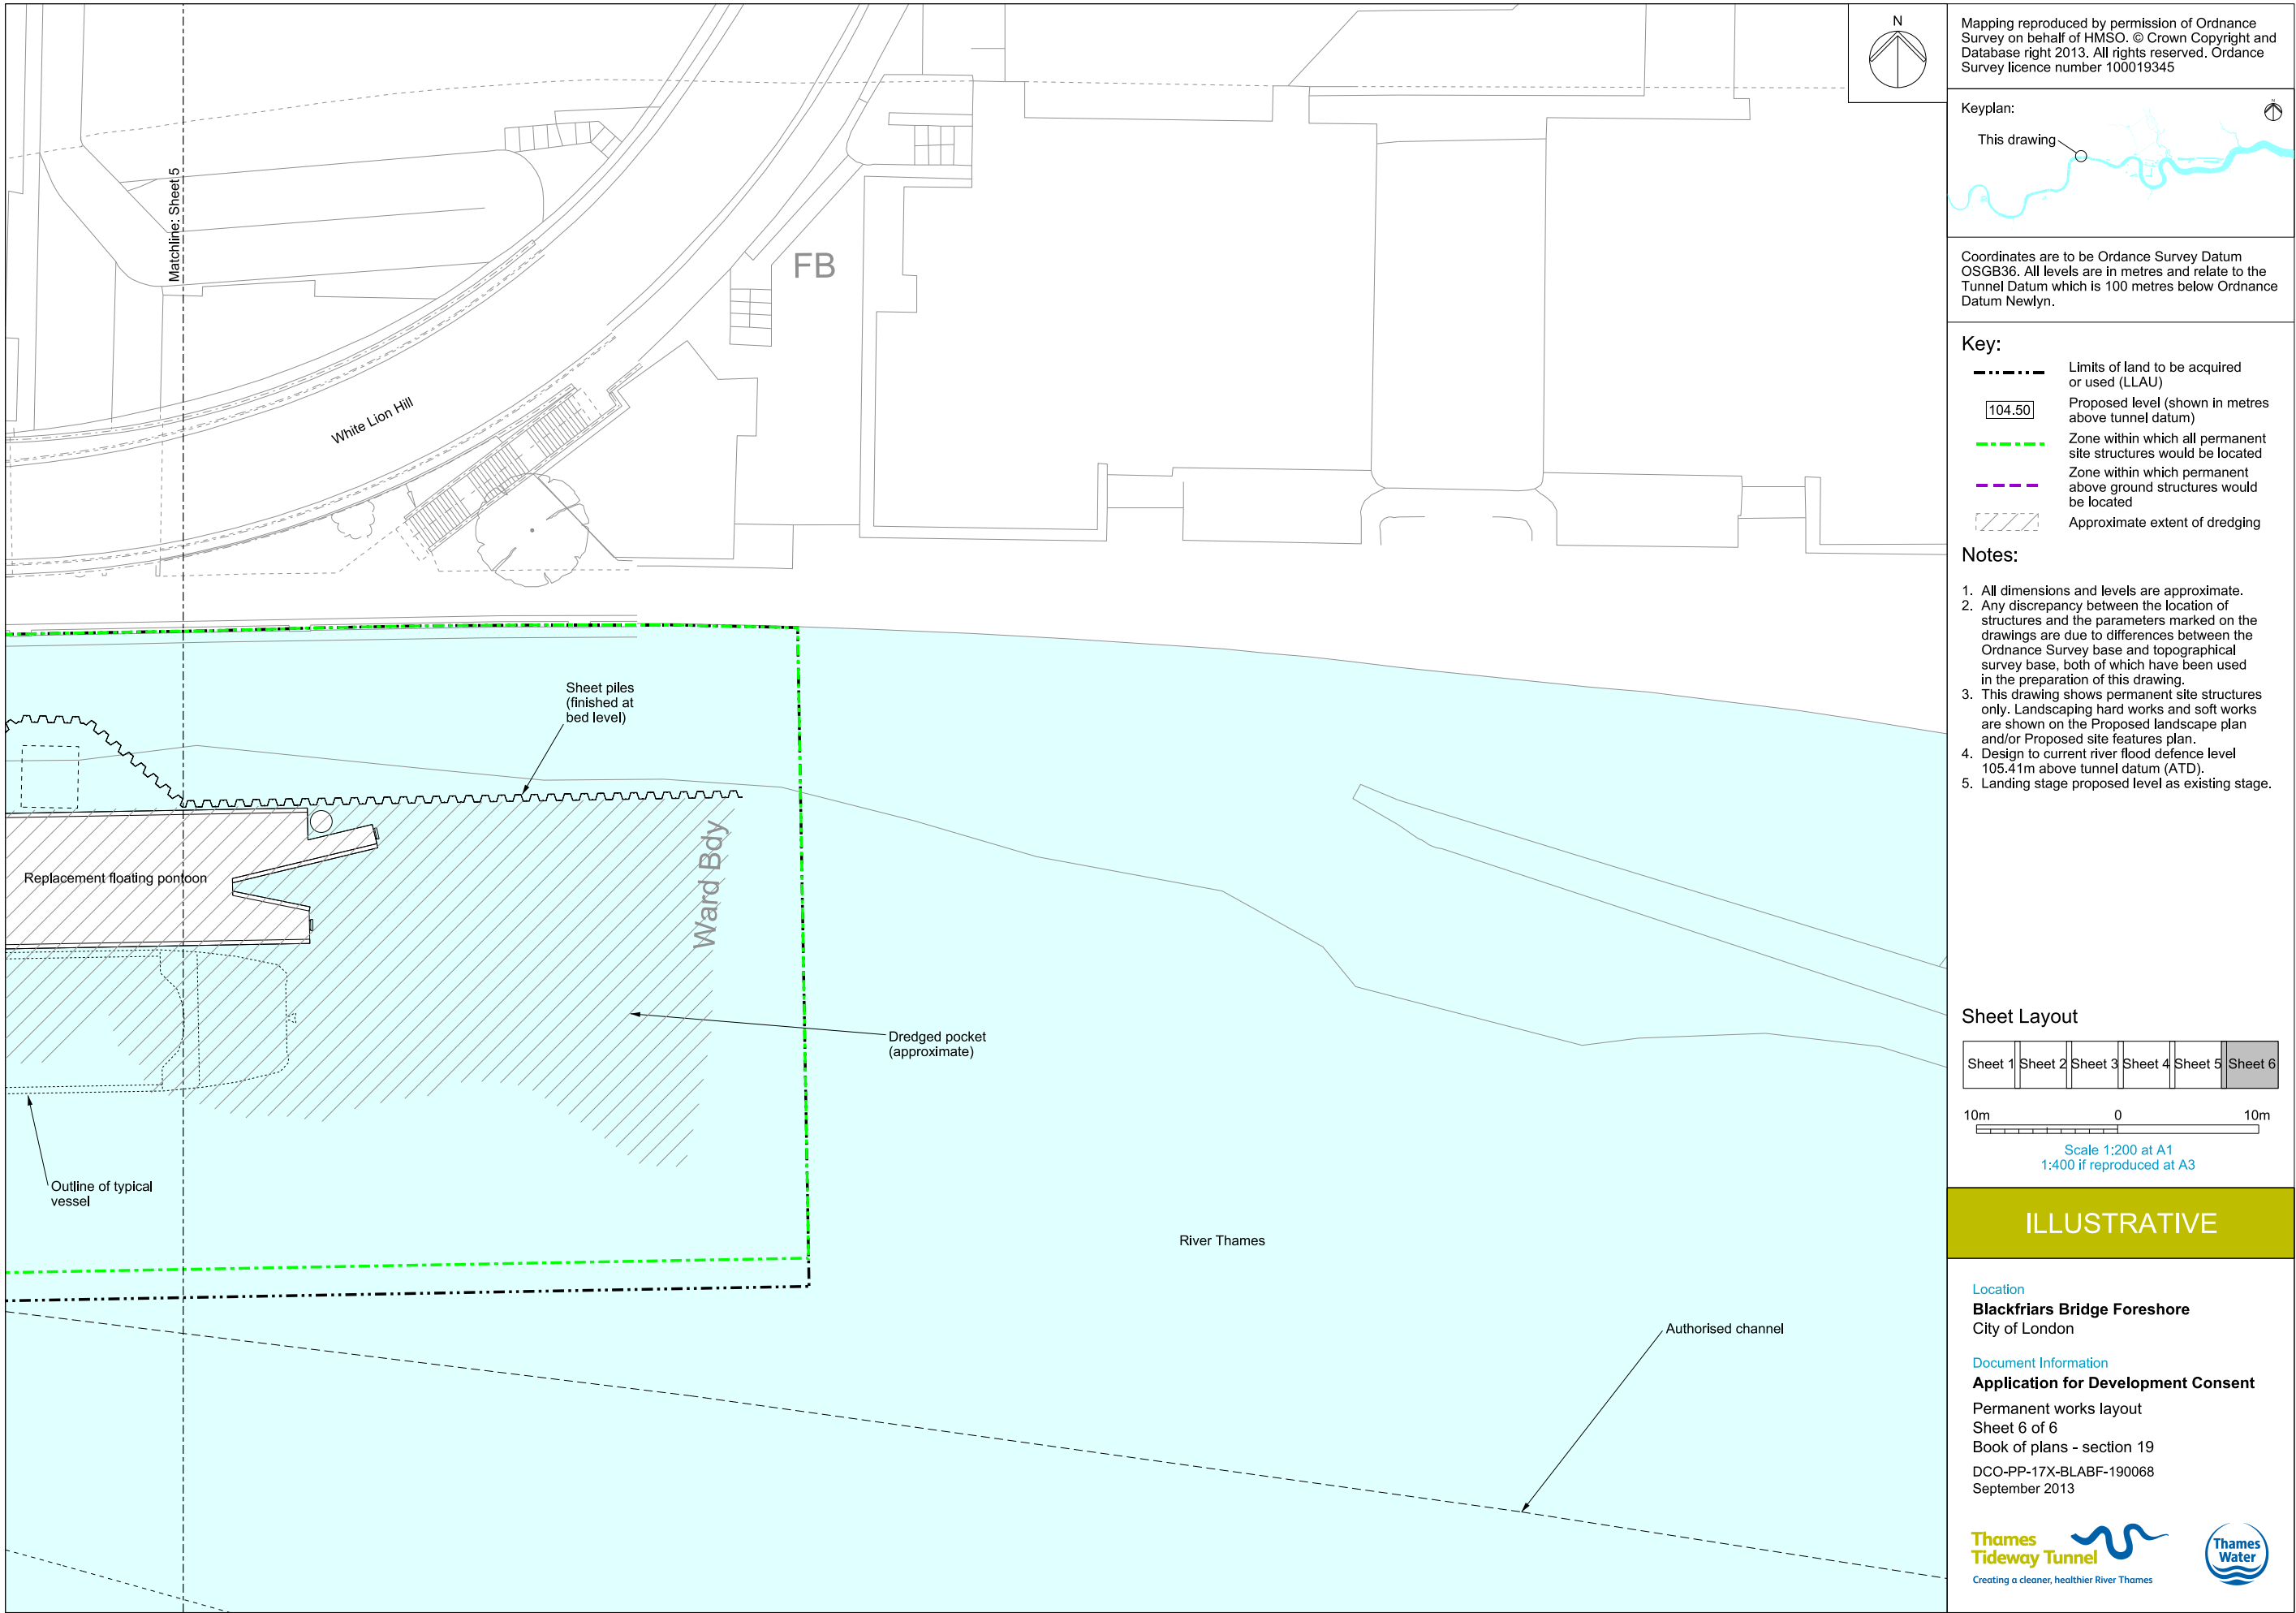 Matchline: Sheet 5
White Lion Hill
FB
Sheet piles
(finished at
bed level)
Replacement floating pontoon
Ward Bdy
Dredged pocket
(approximate)
Outline of typical
vessel
River Thames
Authorised channel
N
Mapping reproduced by permission of Ordnance
Survey on behalf of HMSO. © Crown Copyright and
Database right 2013. All rights reserved. Ordance
Survey licence number 100019345
Keyplan:
N
This drawing
Coordinates are to be Ordance Survey Datum
OSGB36. All levels are in metres and relate to the
Tunnel Datum which is 100 metres below Ordnance
Datum Newlyn.
Key:
Limits of land to be acquired
or used (LLAU)
104.50
Proposed level (shown in metres
above tunnel datum)
Zone within which all permanent
site structures would be located
Zone within which permanent
above ground structures would
be located
Approximate extent of dredging
Notes:
1. All dimensions and levels are approximate.
2. Any discrepancy between the location of
structures and the parameters marked on the
drawings are due to differences between the
Ordnance Survey base and topographical
survey base, both of which have been used
in the preparation of this drawing.
3. This drawing shows permanent site structures
only. Landscaping hard works and soft works
are shown on the Proposed landscape plan
and/or Proposed site features plan.
4. Design to current river flood defence level
105.41m above tunnel datum (ATD).
5. Landing stage proposed level as existing stage.
Sheet Layout
Sheet 1 Sheet 2 Sheet 3 Sheet 4 Sheet 5 Sheet 6
10m 0 10m
Scale 1:200 at A1
1:400 if reproduced at A3
ILLUSTRATIVE
Location
Blackfriars Bridge Foreshore
City of London
Document Information
Application for Development Consent
Permanent works layout
Sheet 6 of 6
Book of plans - section 19
DCO-PP-17X-BLABF-190068
September 2013
Thames
Tideway Tunnel
Creating a cleaner, healthier River Thames
Thames
Water